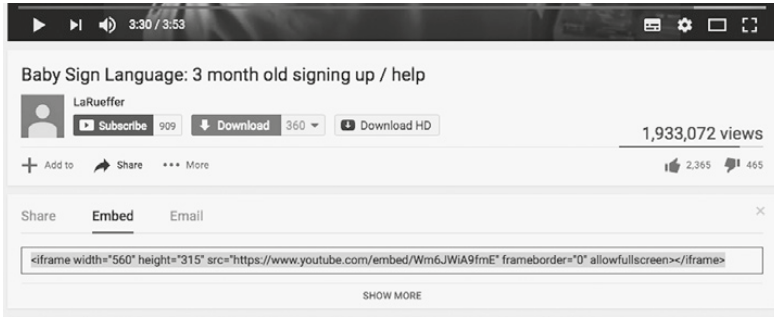 3:30 / 3:53
Baby Sign Language: 3 month old signing up / help
LaRueffer
Subscribe 909 Download 360 Download HD
1,933,072 views
Add to Share More 2,365 465
Share Embed Email
<iframe width="560" height="315" src="https://www.youtube.com/embed/Wm6JWiA9fmE" frameborder="0" allowfullscreen></iframe>
SHOW MORE